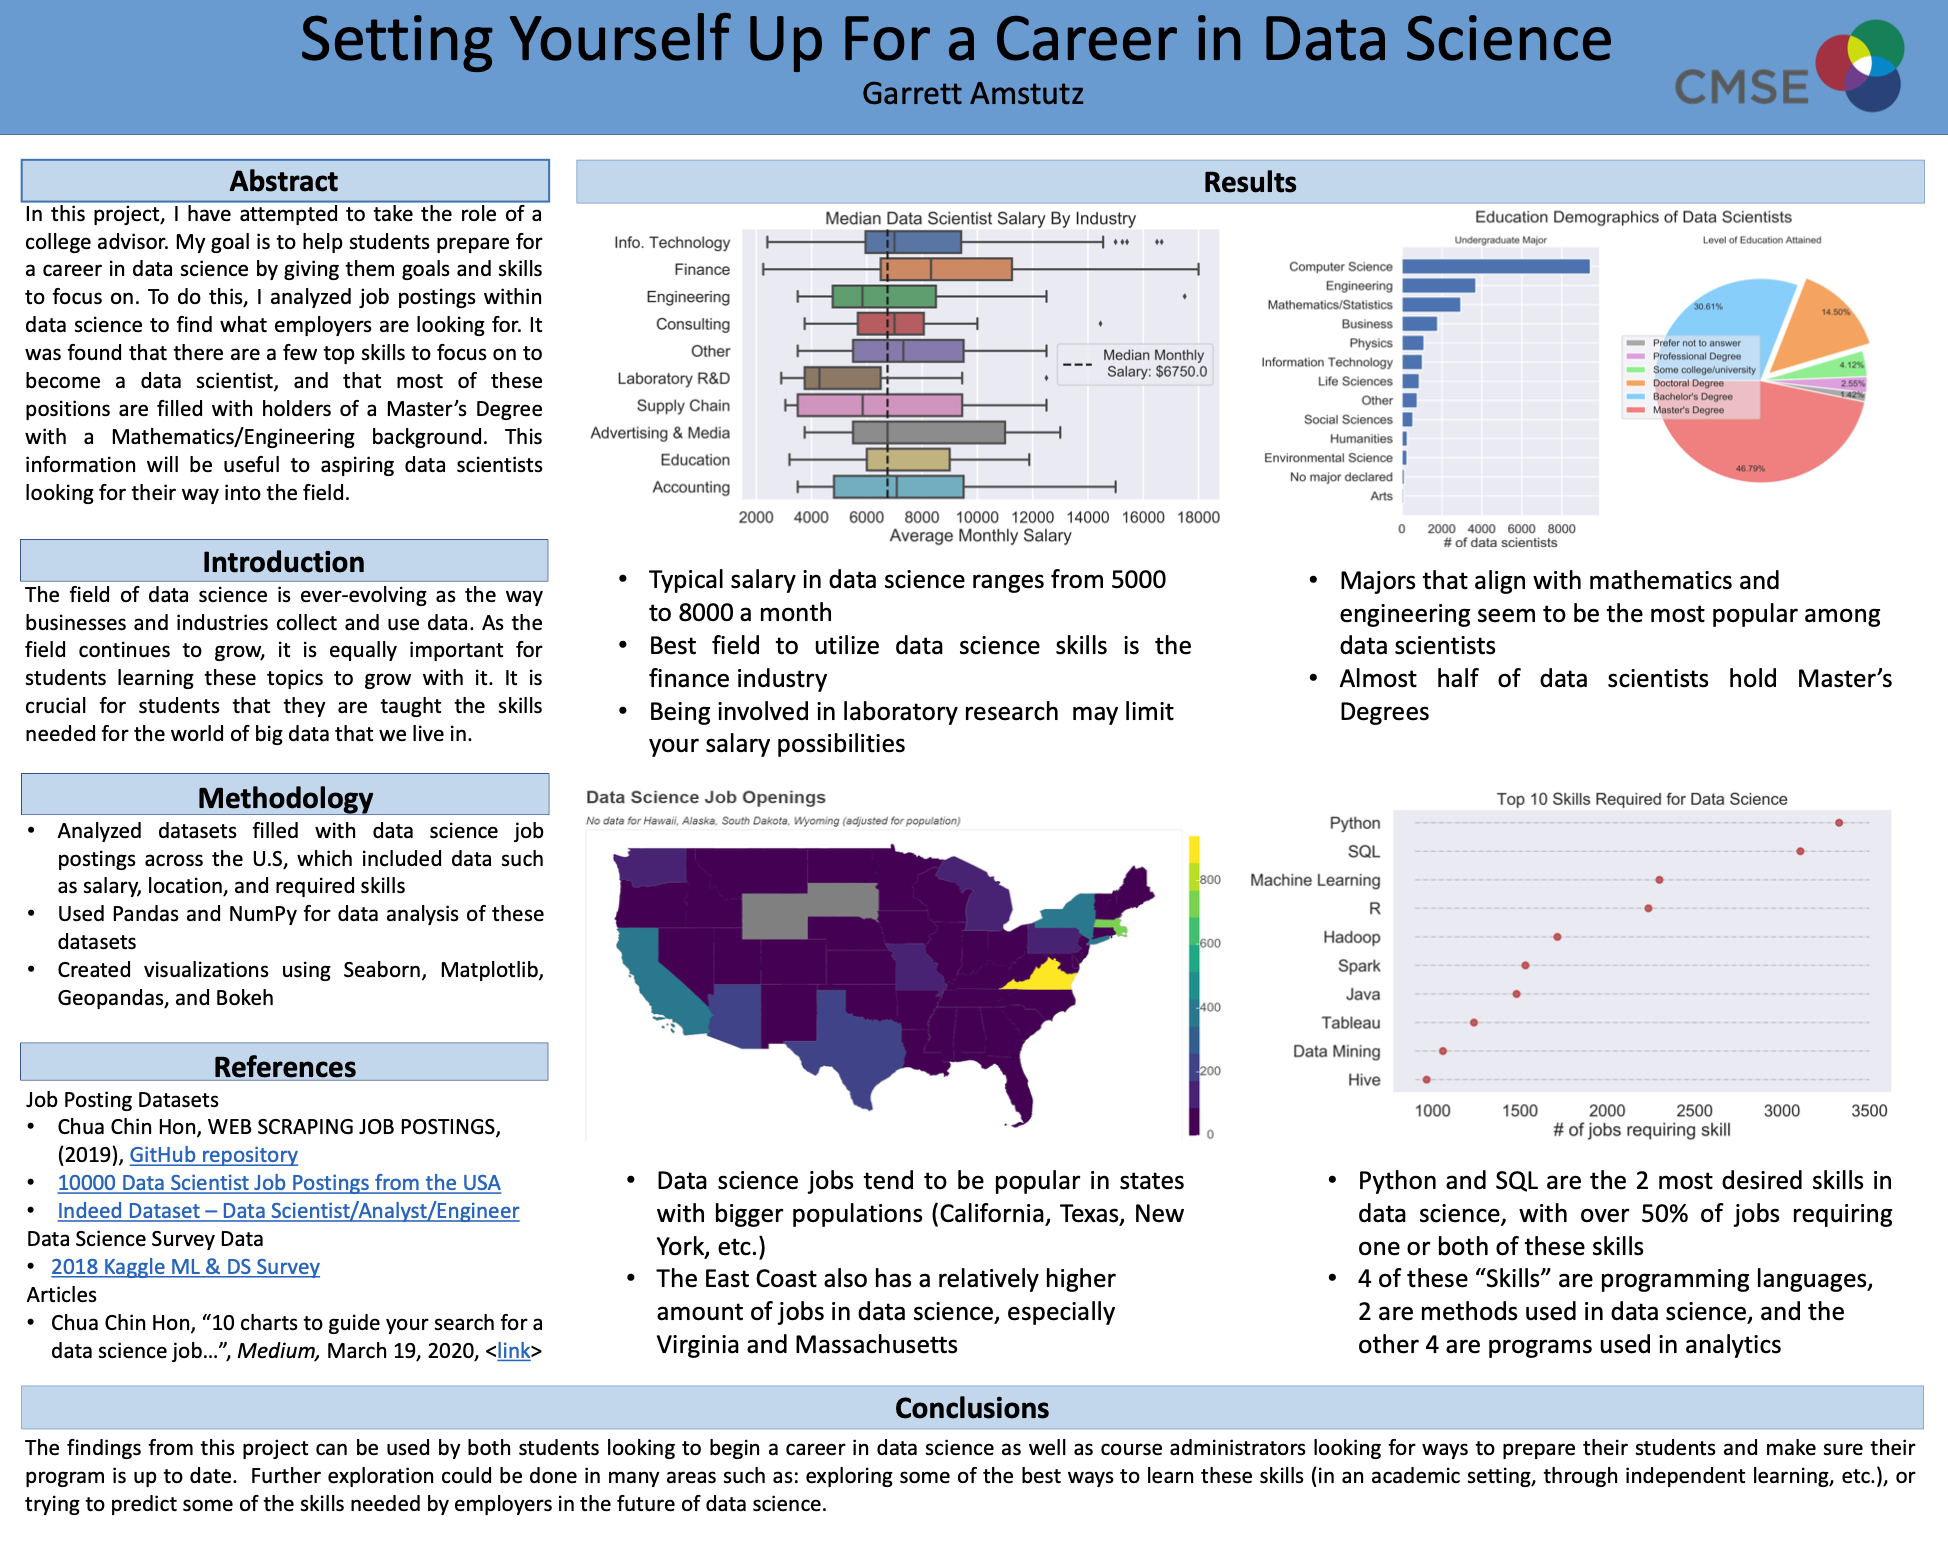 Setting Yourself Up For a Career in Data Science
Garrett Amstutz
CMSE
Abstract
In this project, I have attempted to take the role of a
college advisor. My goal is to help students prepare for
a career in data science by giving them goals and skills
to focus on. To do this, I analyzed job postings within
data science to find what employers are looking for. It
was found that there are a few top skills to focus on to
become a data scientist, and that most of these
positions are filled with holders of a Master’s Degree
with a Mathematics/Engineering background. This
information will be useful to aspiring data scientists
looking for their way into the field.
Introduction
The field of data science is ever-evolving as the way
businesses and industries collect and use data. As the
field continues to grow, it is equally important for
students learning these topics to grow with it. It is
crucial for students that they are taught the skills
needed for the world of big data that we live in.
Methodology
• Analyzed datasets filled with data science job
postings across the U.S, which included data such
as salary, location, and required skills
• Used Pandas and NumPy for data analysis of these
datasets
• Created visualizations using Seaborn, Matplotlib,
Geopandas, and Bokeh
References
Job Posting Datasets
• Chua Chin Hon, WEB SCRAPING JOB POSTINGS,
(2019), GitHub repository
• 10000 Data Scientist Job Postings from the USA
• Indeed Dataset – Data Scientist/Analyst/Engineer
Data Science Survey Data
• 2018 Kaggle ML & DS Survey
Articles
• Chua Chin Hon, “10 charts to guide your search for a
data science job…”, Medium, March 19, 2020, <link>
Results
Median Data Scientist Salary By Industry
Info. Technology
Finance
Engineering
Consulting
Other
Laboratory R&D
Supply Chain
Advertising & Media
Education
Accounting
Median Monthly
Salary: $6750.0
2000 4000 6000 8000 10000 12000 14000 16000 18000
Average Monthly Salary
• Typical salary in data science ranges from 5000
to 8000 a month
• Best field to utilize data science skills is the
finance industry
• Being involved in laboratory research may limit
your salary possibilities
Education Demographics of Data Scientists
Undergraduate Major
Computer Science
Engineering
Mathematics/Statistics
Business
Physics
Information Technology
Life Sciences
Other
Social Sciences
Humanities
Environmental Science
No major declared
Arts
0 2000 4000 6000 8000
# of data scientists
Level of Education Attained
30.61%
14.50%
4.12%
2.55%
1.42%
46.79%
Prefer not to answer
Professional Degree
Some college/university
Doctoral Degree
Bachelor's Degree
Master's Degree
• Majors that align with mathematics and
engineering seem to be the most popular among
data scientists
• Almost half of data scientists hold Master’s
Degrees
Data Science Job Openings
No data for Hawaii, Alaska, South Dakota, Wyoming (adjusted for population)
800
600
400
200
0
• Data science jobs tend to be popular in states
with bigger populations (California, Texas, New
York, etc.)
• The East Coast also has a relatively higher
amount of jobs in data science, especially
Virginia and Massachusetts
Top 10 Skills Required for Data Science
Python
SQL
Machine Learning
R
Hadoop
Spark
Java
Tableau
Data Mining
Hive
1000 1500 2000 2500 3000 3500
# of jobs requiring skill
• Python and SQL are the 2 most desired skills in
data science, with over 50% of jobs requiring
one or both of these skills
• 4 of these “Skills” are programming languages,
2 are methods used in data science, and the
other 4 are programs used in analytics
Conclusions
The findings from this project can be used by both students looking to begin a career in data science as well as course administrators looking for ways to prepare their students and make sure their
program is up to date. Further exploration could be done in many areas such as: exploring some of the best ways to learn these skills (in an academic setting, through independent learning, etc.), or
trying to predict some of the skills needed by employers in the future of data science.